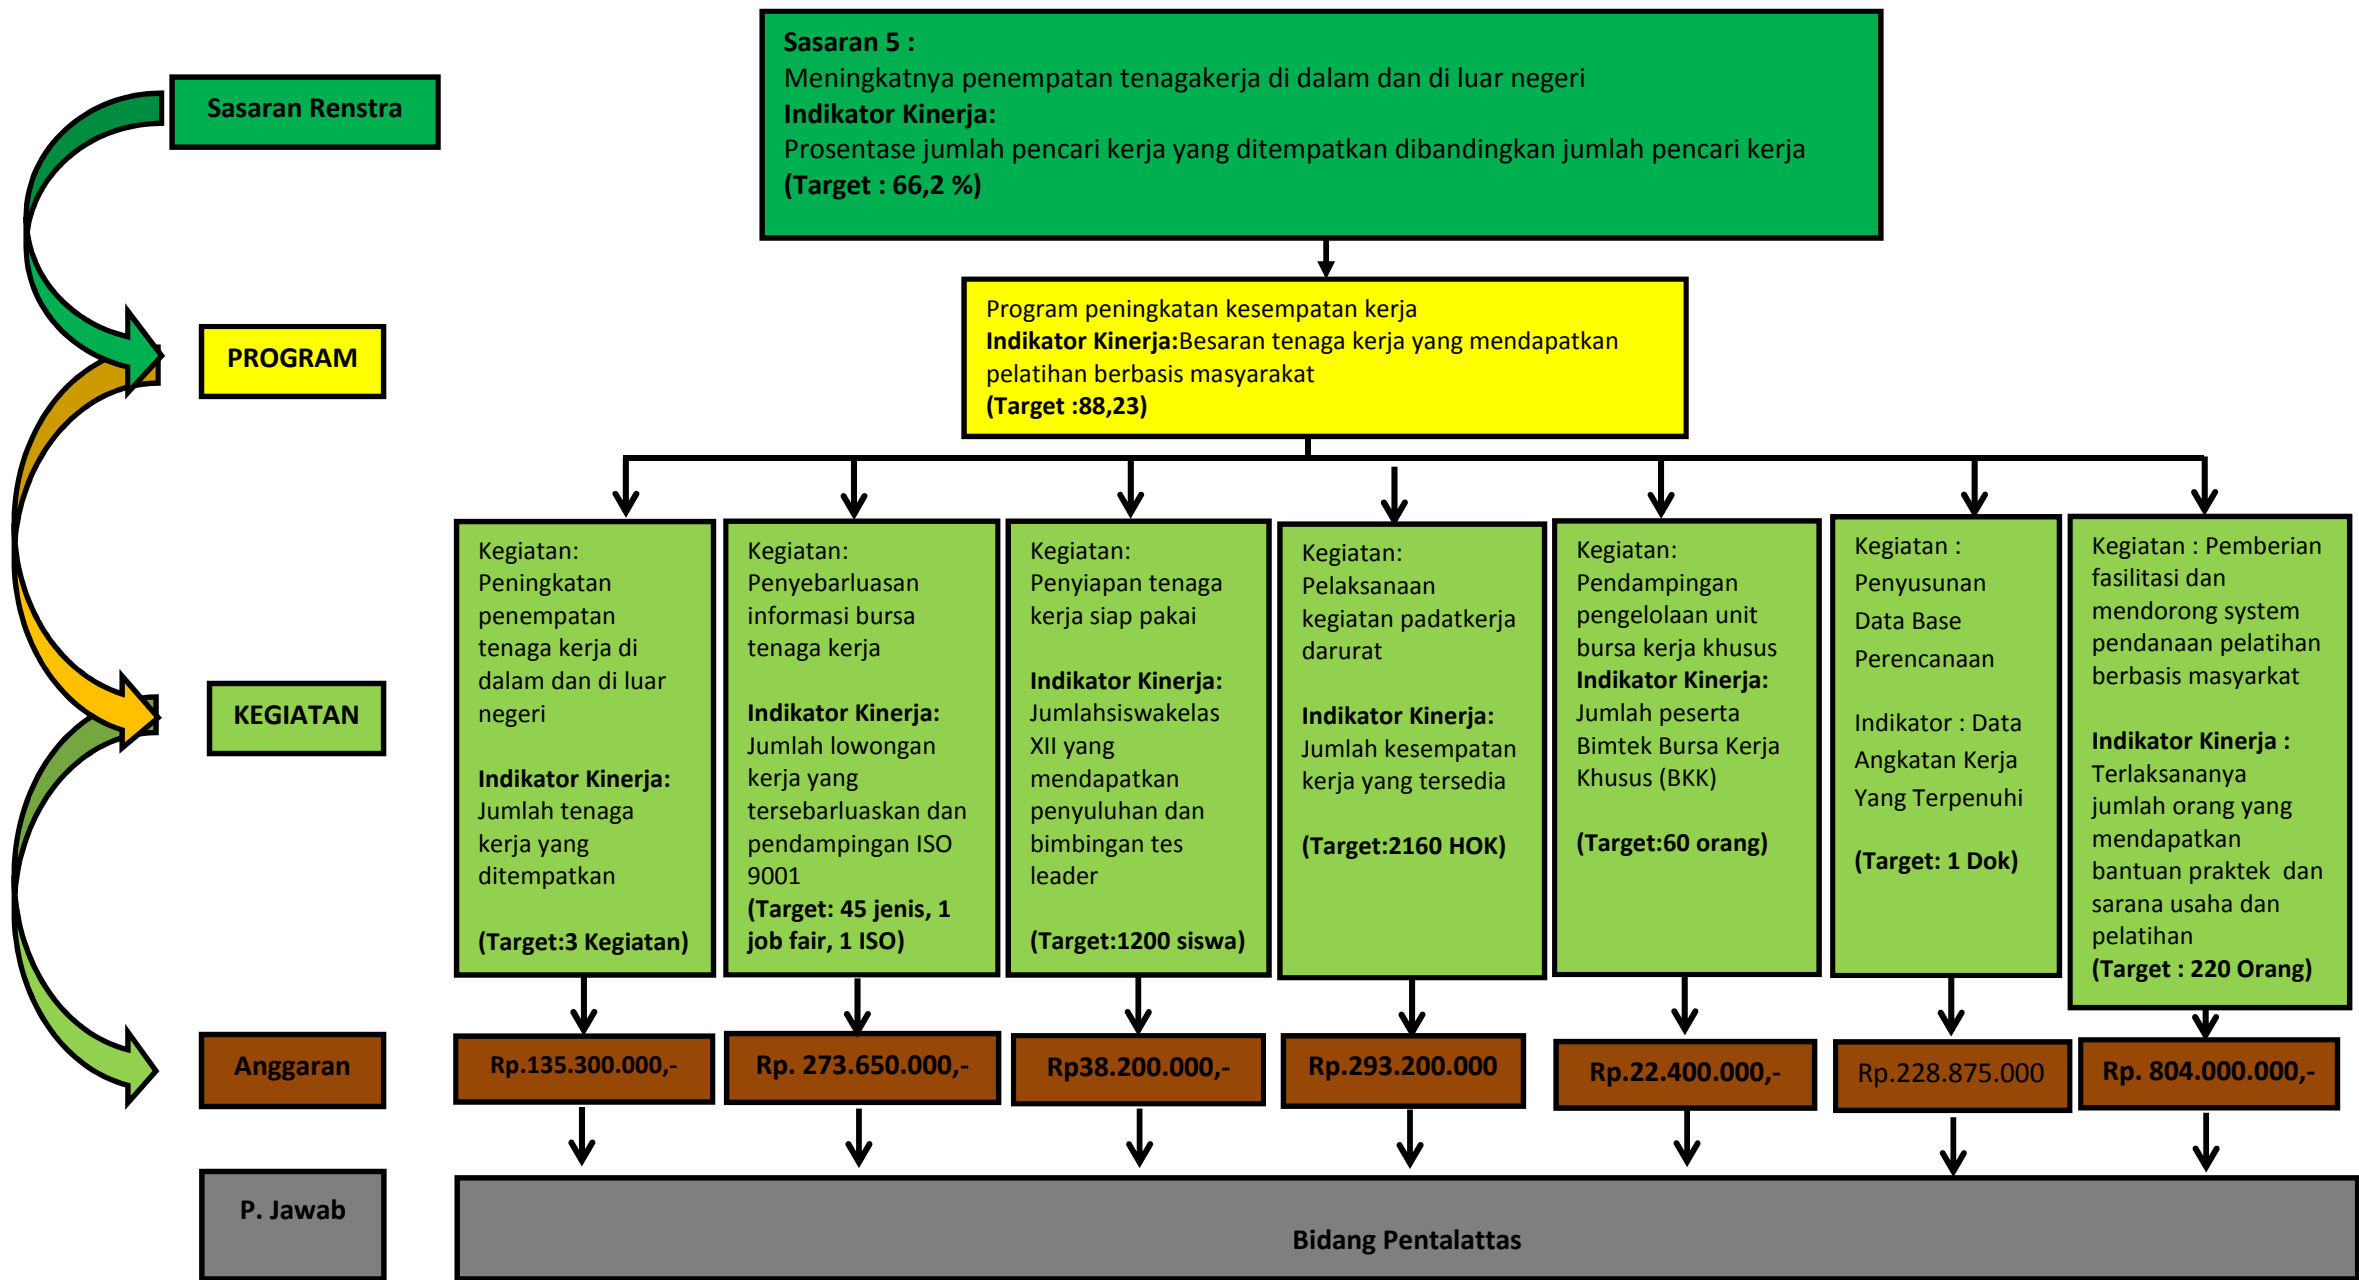 Sasaran Renstra
Sasaran 5 :
Meningkatnya penempatan tenagakerja di dalam dan di luar negeri
Indikator Kinerja:
Prosentase jumlah pencari kerja yang ditempatkan dibandingkan jumlah pencari kerja
(Target : 66,2 %)
PROGRAM
Program peningkatan kesempatan kerja
Indikator Kinerja:Besaran tenaga kerja yang mendapatkan
pelatihan berbasis masyarakat
(Target :88,23)
KEGIATAN
Kegiatan:
Peningkatan
penempatan
tenaga kerja di
dalam dan di luar
negeri
Indikator Kinerja:
Jumlah tenaga
kerja yang
ditempatkan
(Target:3 Kegiatan)
Kegiatan:
Penyebarluasan
informasi bursa
tenaga kerja
Indikator Kinerja:
Jumlah lowongan
kerja yang
tersebarluaskan dan
pendampingan ISO
9001
(Target: 45 jenis, 1
job fair, 1 ISO)
Kegiatan:
Penyiapan tenaga
kerja siap pakai
Indikator Kinerja:
Jumlahsiswakelas
XII yang
mendapatkan
penyuluhan dan
bimbingan tes
leader
(Target:1200 siswa)
Kegiatan:
Pelaksanaan
kegiatan padatkerja
darurat
Indikator Kinerja:
Jumlah kesempatan
kerja yang tersedia
(Target:2160 HOK)
Kegiatan:
Pendampingan
pengelolaan unit
bursa kerja khusus
Indikator Kinerja:
Jumlah peserta
Bimtek Bursa Kerja
Khusus (BKK)
(Target:60 orang)
Kegiatan :
Penyusunan
Data Base
Perencanaan
Indikator : Data
Angkatan Kerja
Yang Terpenuhi
(Target: 1 Dok)
Kegiatan : Pemberian
fasilitasi dan
mendorong system
pendanaan pelatihan
berbasis masyarkat
Indikator Kinerja :
Terlaksananya
jumlah orang yang
mendapatkan
bantuan praktek  dan
sarana usaha dan
pelatihan
(Target : 220 Orang)
Anggaran
Rp.135.300.000,-
Rp. 273.650.000,-
Rp38.200.000,-
Rp.293.200.000
Rp.22.400.000,-
Rp.228.875.000
Rp. 804.000.000,-
P. Jawab
Bidang Pentalattas